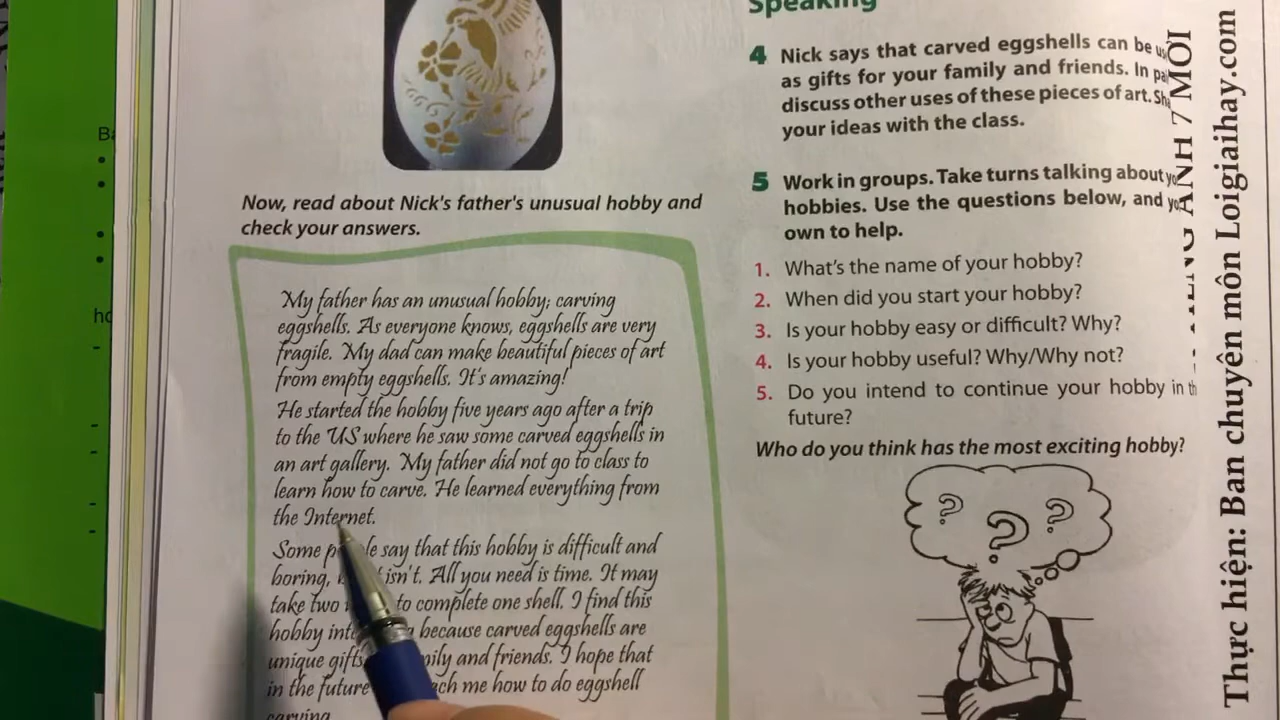 Now, read about Nick's father's unusual hobby and
check your answers.
My father has an unusual hobby; carving
eggshells. As everyone knows, eggshells are very
fragile. My dad can make beautiful pieces of art
from empty eggshells. It's amazing!
He started the hobby five years ago after a trip
to the US where he saw some carved eggshells in
an art gallery. My father did not go to class to
learn how to carve. He learned everything from
the Internet.
Some say that this hobby is difficult and
boring, isn't. All you need is time. It may
take two to complete one shell. I find this
hobby because carved eggshells are
unique gifts and friends. I hope that
in the future me how to do eggshell
carving.
Speaking
4 Nick says that carved eggshells can be
as gifts for your family and friends. In
discuss other uses of these pieces of art.
your ideas with the class.
5 Work in groups. Take turns talking about
hobbies. Use the questions below, and
own to help.
1. What's the name of your hobby?
2. When did you start your hobby?
3. Is your hobby easy or difficult? Why?
4. Is your hobby useful? Why/Why not?
5. Do you intend to continue your hobby in
future?
Who do you think has the most exciting hobby?
? ? ?
ANH 7 MỚI
Thực hiện: Ban chuyên môn Loigiaihay.com